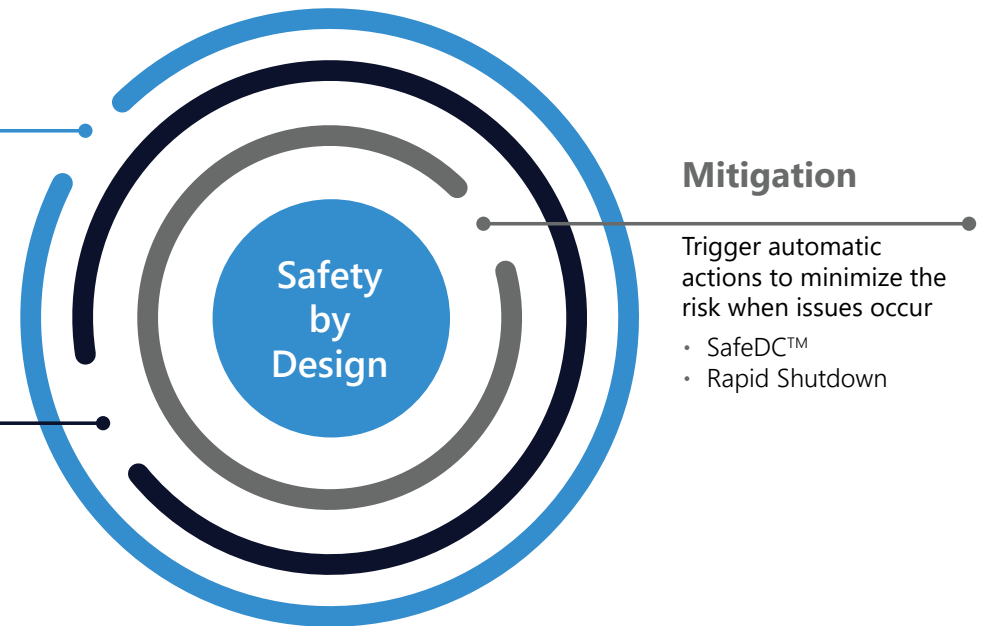 Safety
by
Design
Mitigation
Trigger automatic
actions to minimize the
risk when issues occur
• SafeDC™
• Rapid Shutdown